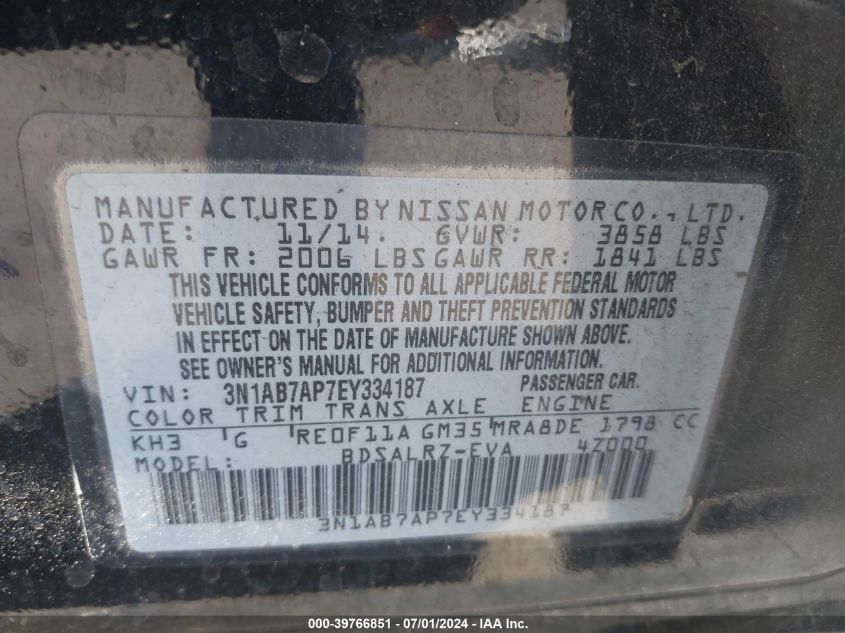 MANUFACTURED BY NISSAN MOTOR CO., LTD.
DATE: 11/14. GVWR: 3858 LBS
GAWR FR: 2006 LBS GAWR RR: 1841 LBS
THIS VEHICLE CONFORMS TO ALL APPLICABLE FEDERAL MOTOR
VEHICLE SAFETY, BUMPER AND THEFT PREVENTION STANDARDS
IN EFFECT ON THE DATE OF MANUFACTURE SHOWN ABOVE.
SEE OWNER'S MANUAL FOR ADDITIONAL INFORMATION.
VIN: 3N1AB7AP7EY334187 PASSENGER CAR.
COLOR TRIM TRANS AXLE ENGINE
KH3 G RE0F11A GM35 MRA8DE 1798 CC
MODEL: BDSALRZ-EVA 4Z000
3N1AB7AP7EY334187
000-39766851 / 07/01/2024 - IAA Inc.